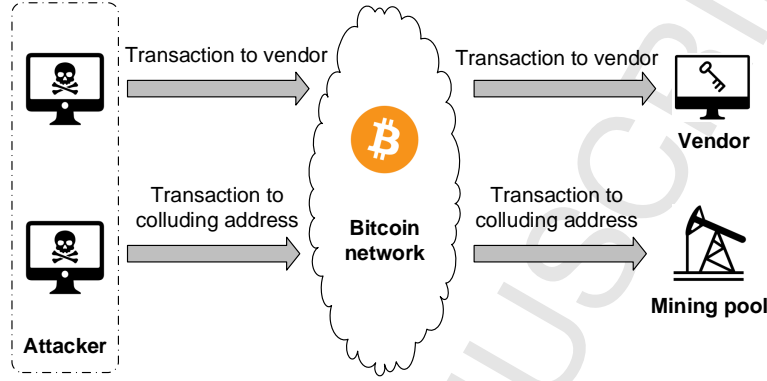 Transaction to vendor
Transaction to vendor
Vendor
Transaction to
colluding address
Transaction to
colluding address
Bitcoin
network
Mining pool
Attacker